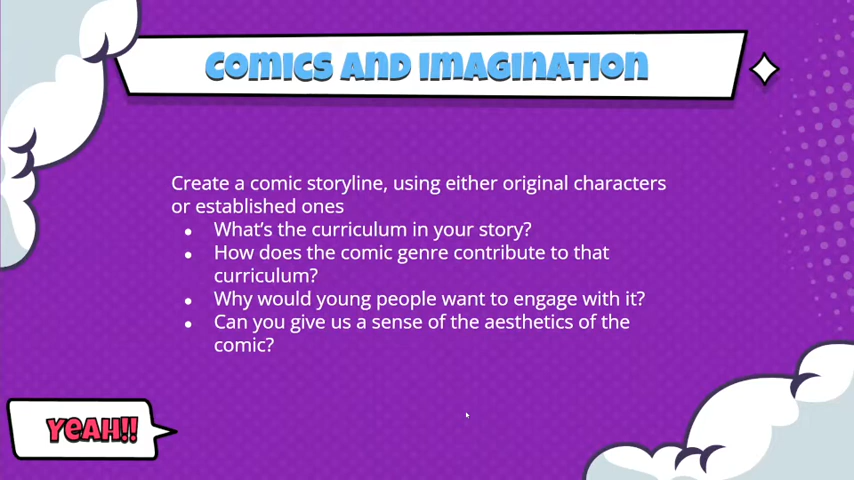 COMICS AND IMAGINATION
Create a comic storyline, using either original characters
or established ones
● What's the curriculum in your story?
● How does the comic genre contribute to that
curriculum?
● Why would young people want to engage with it?
● Can you give us a sense of the aesthetics of the
comic?
YEAH!!